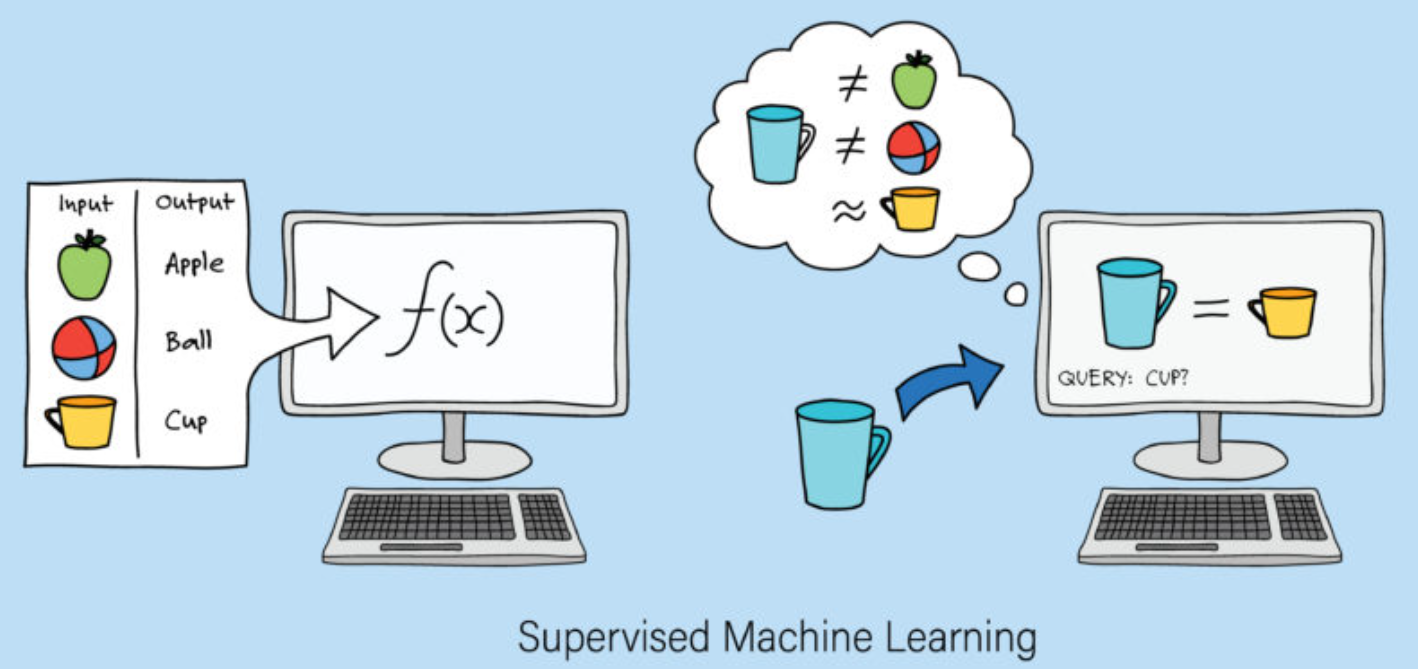 Input Output
Apple
Ball
Cup
f(x)
≠
≠
≈
=
QUERY: CUP?
Supervised Machine Learning